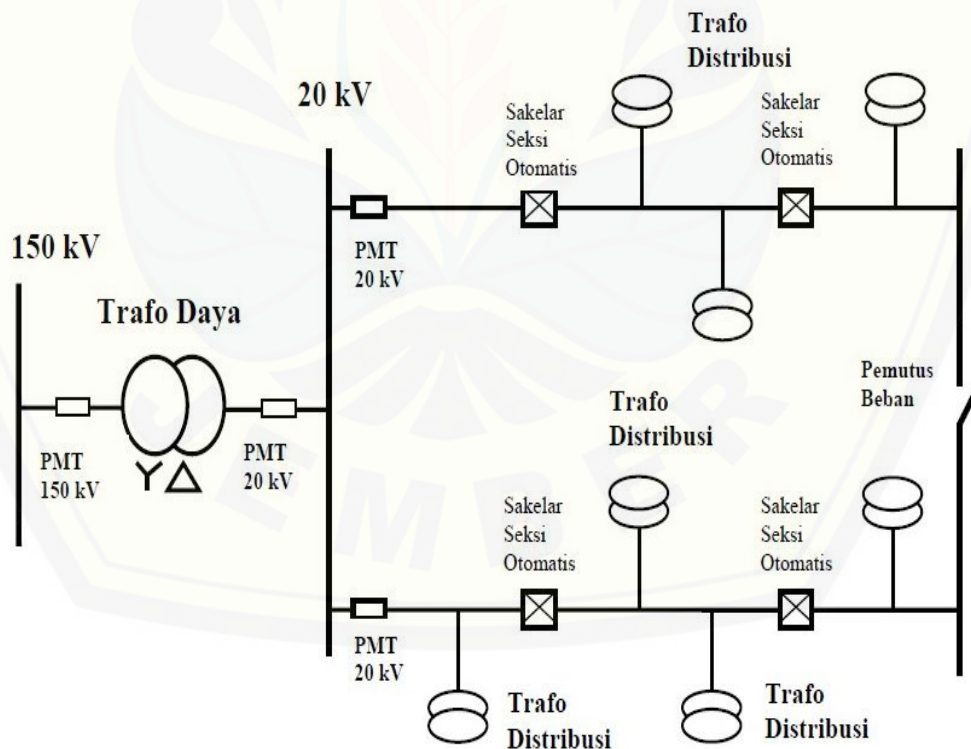 Trafo
Distribusi
20 kV
Sakelar
Seksi
Otomatis
Sakelar
Seksi
Otomatis
150 kV
PMT
20 kV
Trafo Daya
Pemutus
Beban
Trafo
Distribusi
PMT
150 kV
PMT
20 kV
Sakelar
Seksi
Otomatis
Sakelar
Seksi
Otomatis
PMT
20 kV
Trafo
Distribusi
Trafo
Distribusi
JEMBER